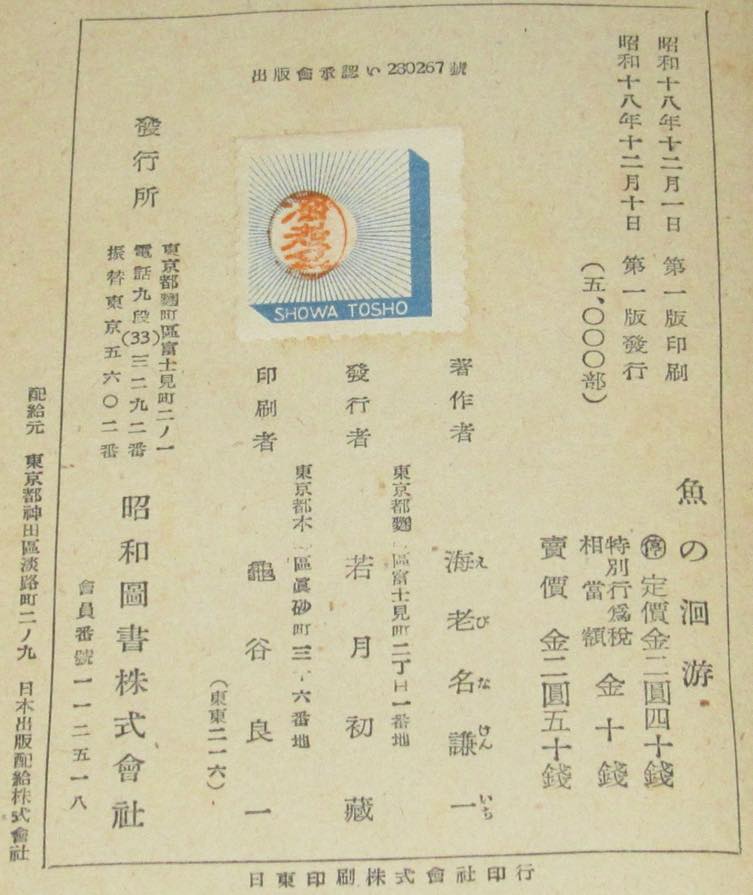 出版會承認い230267號
昭和十八年十二月一日 第一版印刷
昭和十八年十二月十日 第一版發行
(五,〇〇〇部)
魚の洄游
㊡ 定價金二圓四十錢
特別行爲稅
相當額 金十錢
賣價 金二圓五十錢
SHOWA TOSHO
著作者 海老名謙一
えびなけんいち
東京都麴 區富士見町二丁目一番地
發行者 若月初藏
東京都木 區眞砂町三 六番地
印刷者 龜谷良一
(東東二一六)
發行所
東京都麴町區富士見町二ノ一
電話九段(33)三二九二番
振替東京五六〇二番
昭和圖書株式會社
會員番號一一二五一八
配給元 東京都神田區淡路町二ノ九 日本出版配給株式會社
日東印刷株式會社印行